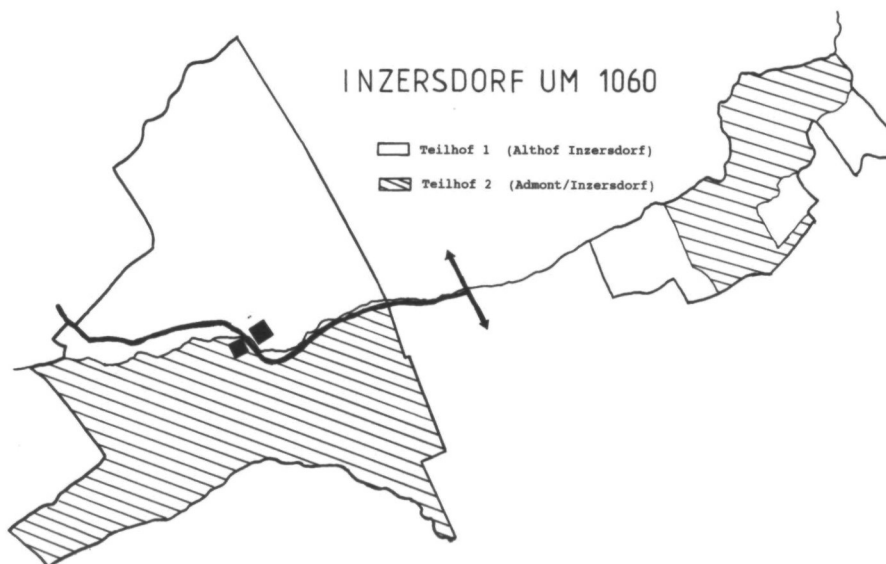 INZERSDORF UM 1060
Teilhof 1 (Althof Inzersdorf)
Teilhof 2 (Admont/Inzersdorf)